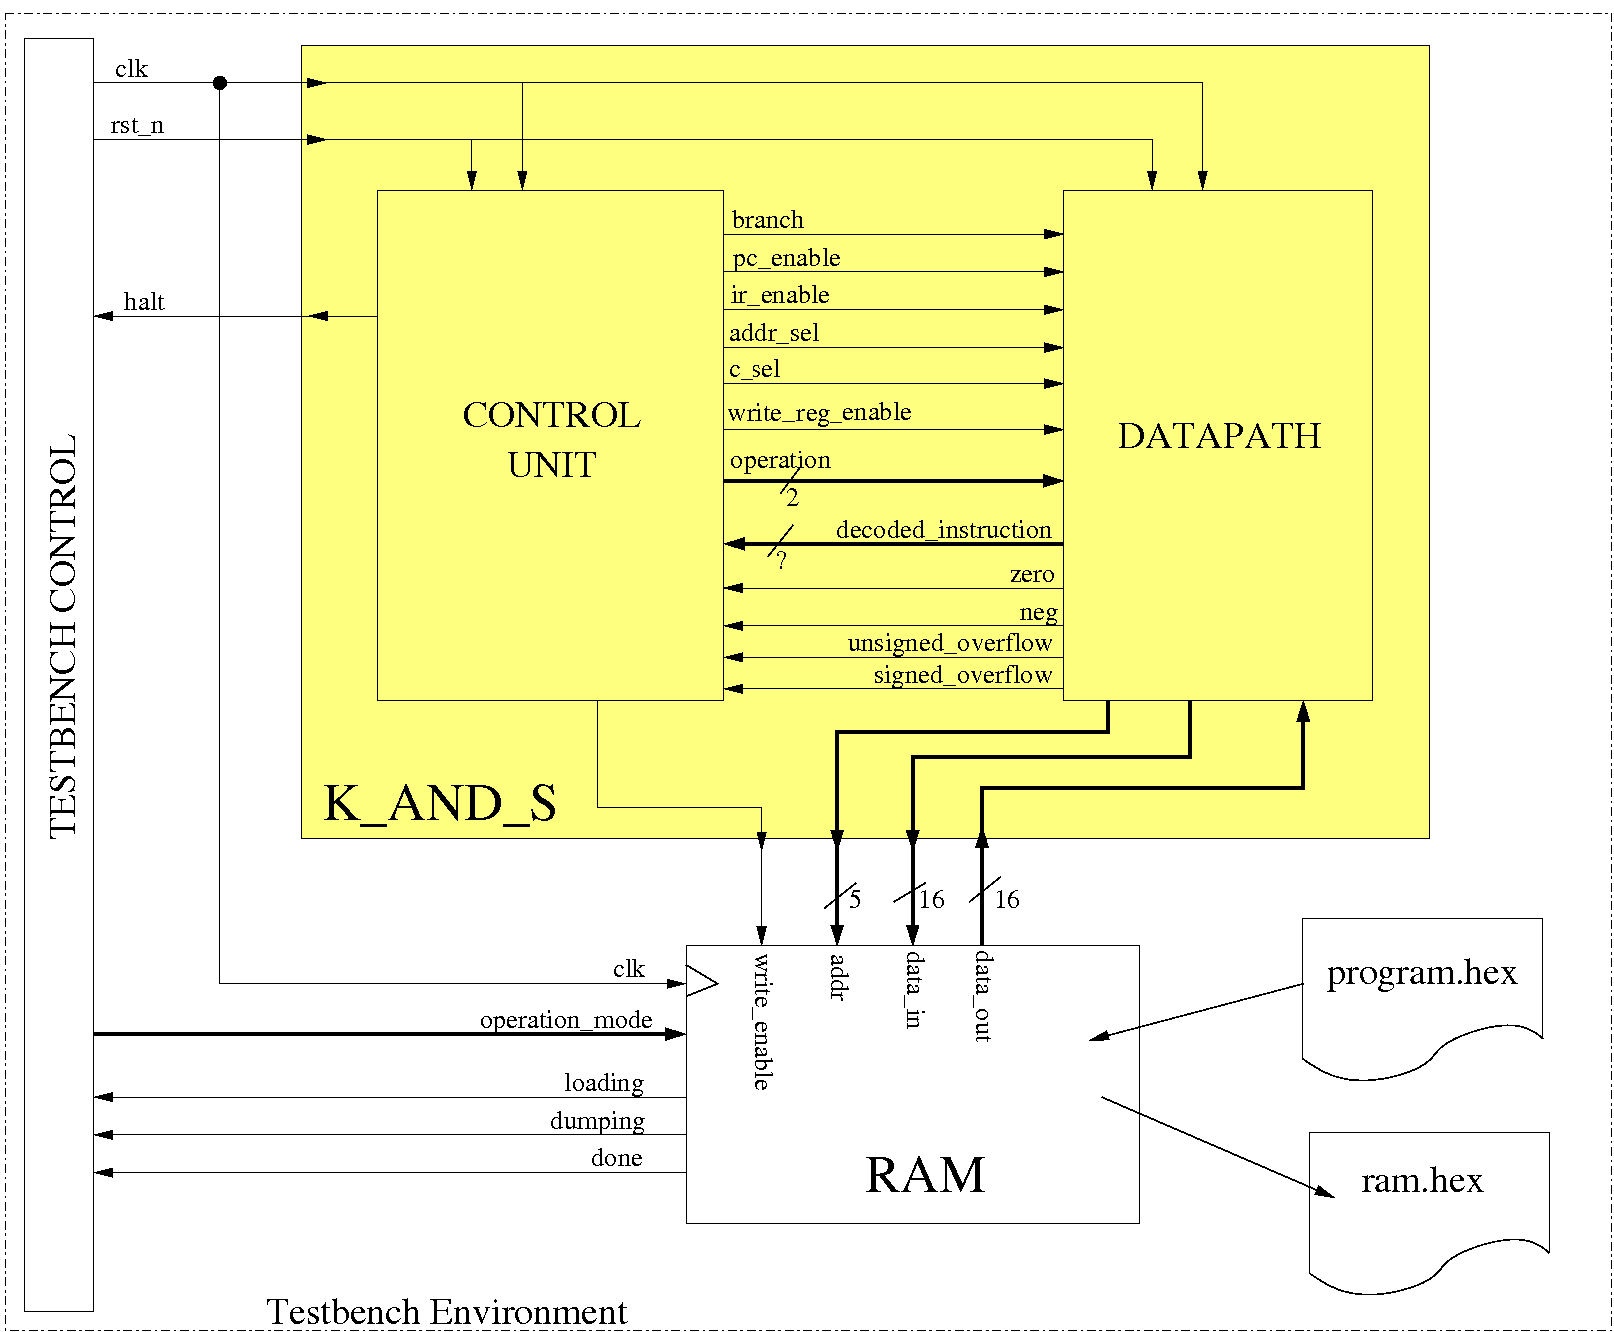 clk
rst_n
halt
TESTBENCH CONTROL
branch
pc_enable
ir_enable
addr_sel
c_sel
write_reg_enable
operation
2
decoded_instruction
?
zero
neg
unsigned_overflow
signed_overflow
CONTROL
UNIT
DATAPATH
K_AND_S
5
16
16
clk
operation_mode
loading
dumping
done
write_enable
addr
data_in
data_out
RAM
program.hex
ram.hex
Testbench Environment